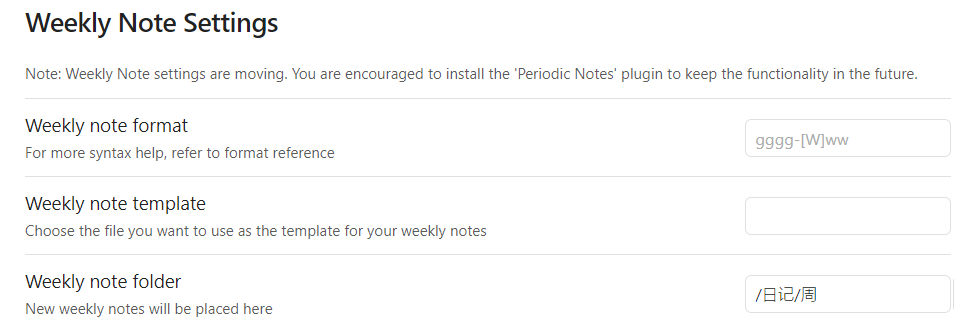 Weekly Note Settings
Note: Weekly Note settings are moving. You are encouraged to install the 'Periodic Notes' plugin to keep the functionality in the future.
Weekly note format
For more syntax help, refer to format reference
gggg-[W]ww
Weekly note template
Choose the file you want to use as the template for your weekly notes
Weekly note folder
New weekly notes will be placed here
/日记/周